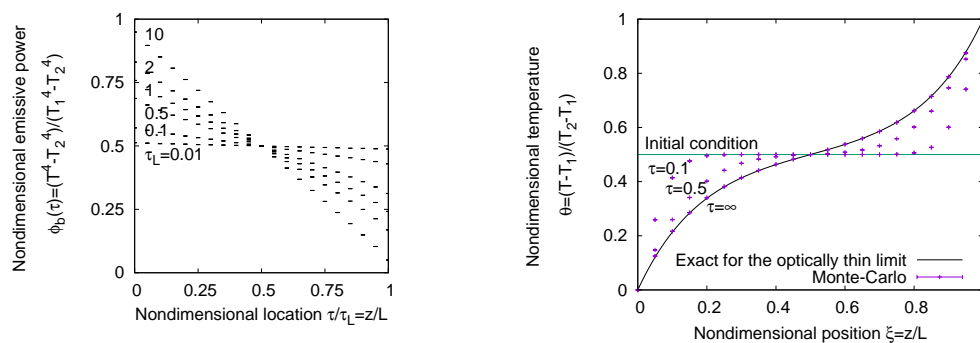 Nondimensional emissive power
ϕb(τ)=(T⁴-T₂⁴)/(T₁⁴-T₂⁴)
1
0.75
0.5
0.25
0
10
2
1
0.5
0.1
τL=0.01
0 0.25 0.5 0.75 1
Nondimensional location τ/τL=z/L
Nondimensional temperature
θ=(T-T₁)/(T₂-T₁)
1
0.8
0.6
0.4
0.2
0
Initial condition
τ=0.1
τ=0.5
τ=∞
Exact for the optically thin limit
Monte-Carlo
0 0.2 0.4 0.6 0.8 1
Nondimensional position ξ=z/L